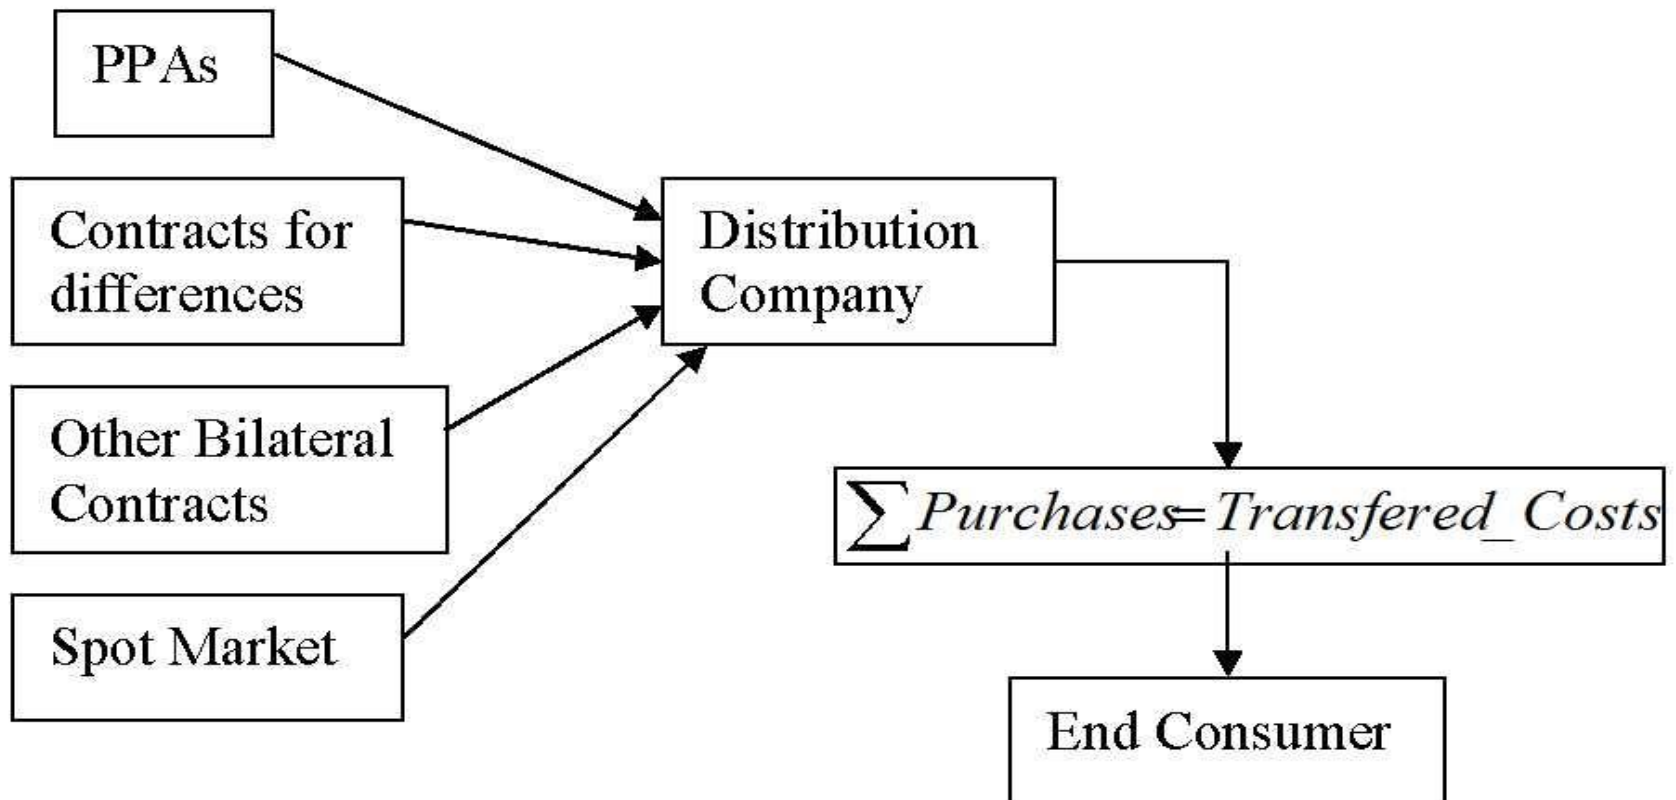 PPAs
Contracts for
differences
Distribution
Company
Other Bilateral
Contracts
∑ Purchases = Transfered_Costs
Spot Market
End Consumer